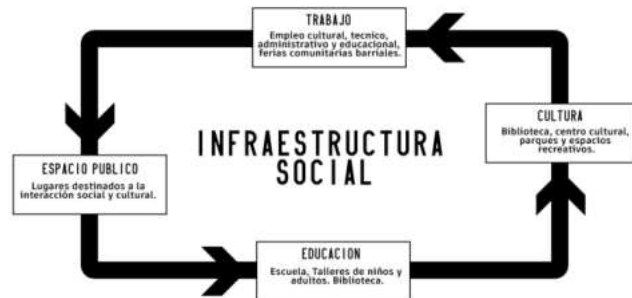 TRABAJO
Empleo cultural, tecnico,
administrativo y educacional,
ferias comunitarias barriales.
CULTURA
Biblioteca, centro cultural,
parques y espacios
recreativos.
INFRAESTRUCTURA
SOCIAL
ESPACIO PUBLICO
Lugares destinados a la
interacción social y cultural.
EDUCACION
Escuela, Talleres de niños y
adultos. Biblioteca.